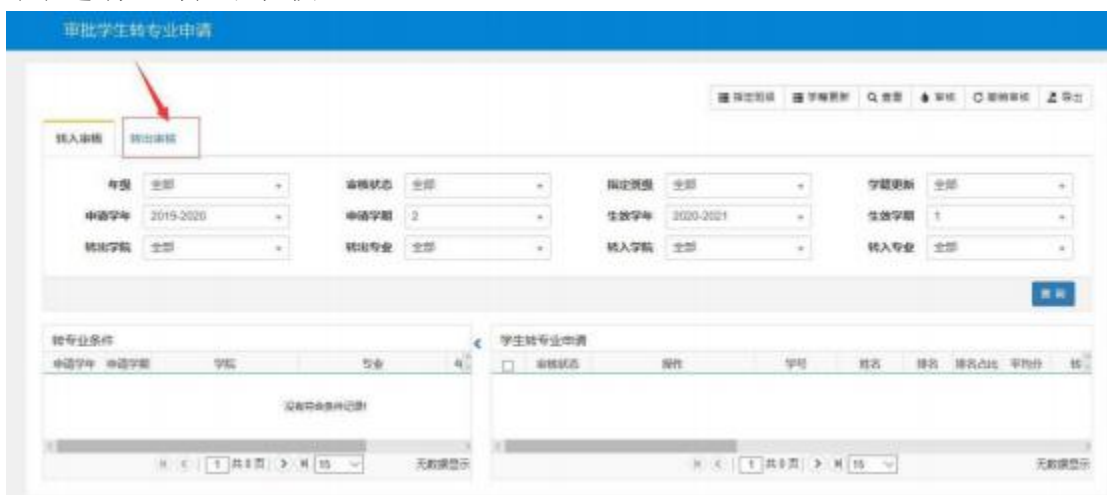 审批学生转专业申请
指定班级 学籍更新 查看 审核 撤销审核 导出
转入审核 转出审核
年级 全部 审核状态 全部 指定班级 全部 学籍更新 全部
申请学年 2019-2020 申请学期 2 生效学年 2020-2021 生效学期 1
转出学院 全部 转出专业 全部 转入学院 全部 转入专业 全部
查 询
转专业条件 学生转专业申请
申请学年 申请学期 学院 专业 年 审核状态 操作 学号 姓名 排名 排名占比 平均分 转
没有符合条件记录!
1 共 0 页 15 无数据显示 1 共 0 页 15 无数据显示